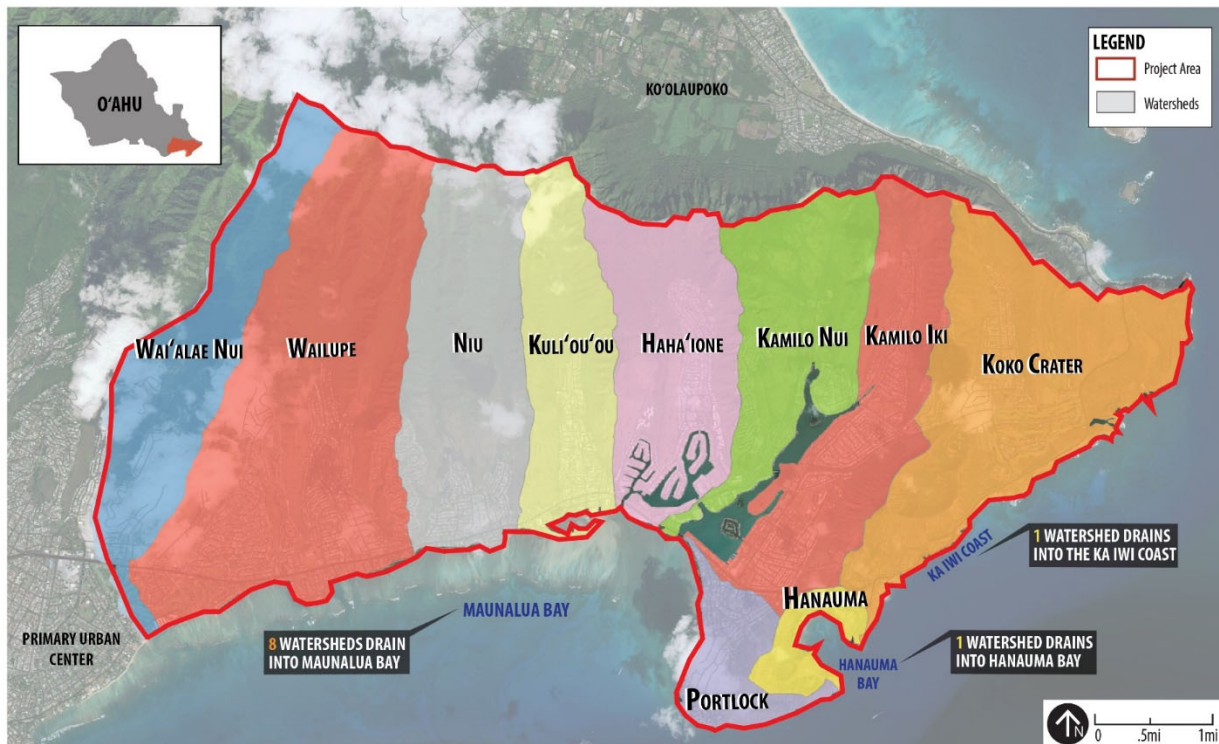 O‘AHU
KO‘OLAUPOKO
LEGEND
Project Area
Watersheds
WAI‘ALAE NUI
WAILUPE
NIU
KULI‘OU‘OU
HAHA‘IONE
KAMILO NUI
KAMILO IKI
KOKO CRATER
HANAUMA
PORTLOCK
PRIMARY URBAN
CENTER
8 WATERSHEDS DRAIN
INTO MAUNALUA BAY
MAUNALUA BAY
KA IWI COAST
1 WATERSHED DRAINS
INTO THE KA IWI COAST
HANAUMA
BAY
1 WATERSHED DRAINS
INTO HANAUMA BAY
N
0 .5mi 1mi